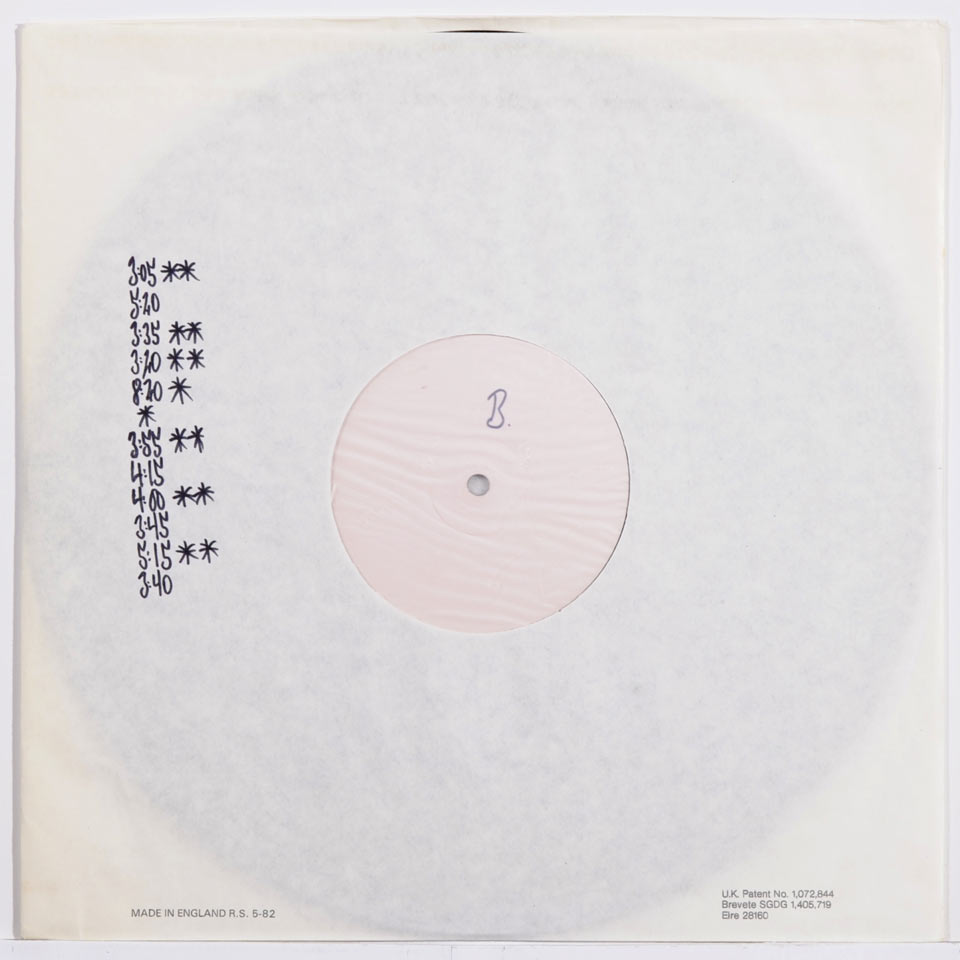 3:05 **
5:20
3:35 **
3:20 **
8:20 *
*
3:55 **
4:15
4:00 **
3:45
5:15 **
3:40
B.
MADE IN ENGLAND R.S. 5-82
U.K. Patent No. 1,072,844
Brevete SGDG 1,405,719
Eire 28160